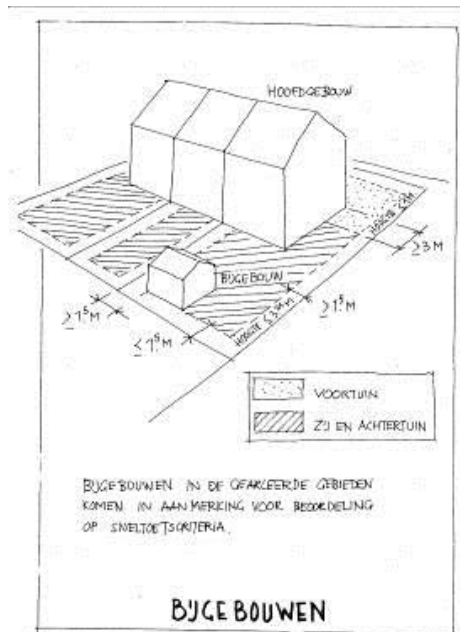 HOOFDGEBOUW
≥3M
BIJGEBOUW
≥1⁵M
≥1⁵M
≤1⁵M
VOORTUIN
ZIJ EN ACHTERTUIN
BIJGEBOUWEN IN DE GEARCEERDE GEBIEDEN
KOMEN IN AANMERKING VOOR BEOORDELING
OP SNELTOETSCRITERIA.
BIJGEBOUWEN